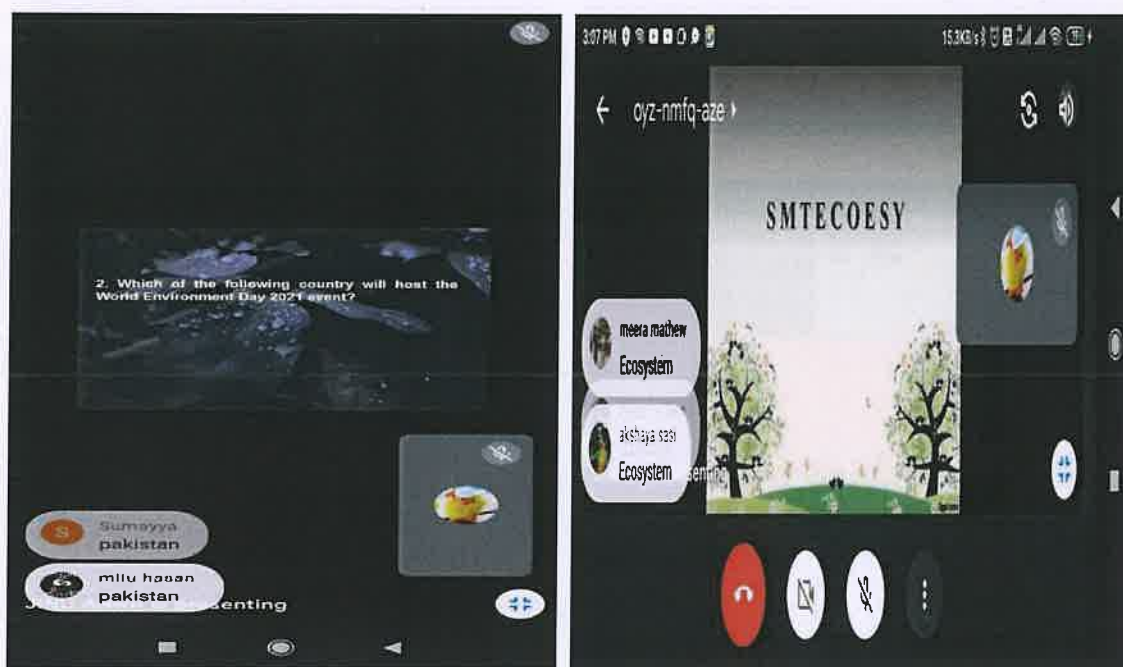 2. Which of the following country will host the
World Environment Day 2021 event?
S
Sumayya
pakistan
milu hasan
pakistan
senting
3:07 PM
15.3KB/s
oyz-nmfq-aze
SMTECOESY
meera mathew
Ecosystem
akshaya sasi
Ecosystem